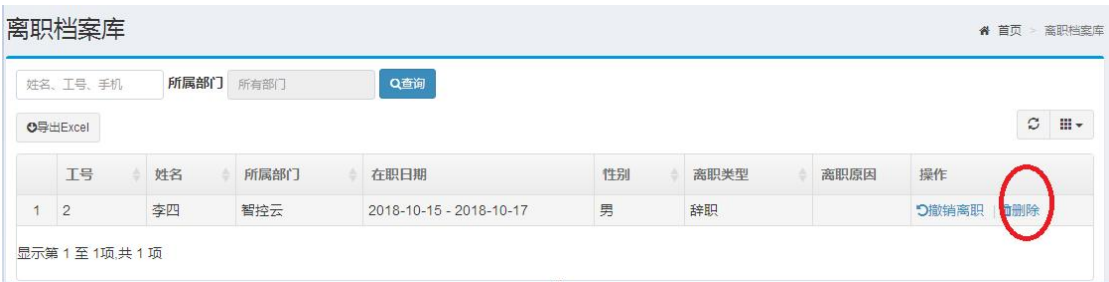 离职档案库
首页 > 离职档案库
姓名、工号、手机 所属部门 所有部门 查询
导出Excel
工号 姓名 所属部门 在职日期 性别 离职类型 离职原因 操作
1 2 李四 智控云 2018-10-15 - 2018-10-17 男 辞职 撤销离职 | 删除
显示第 1 至 1项,共 1 项